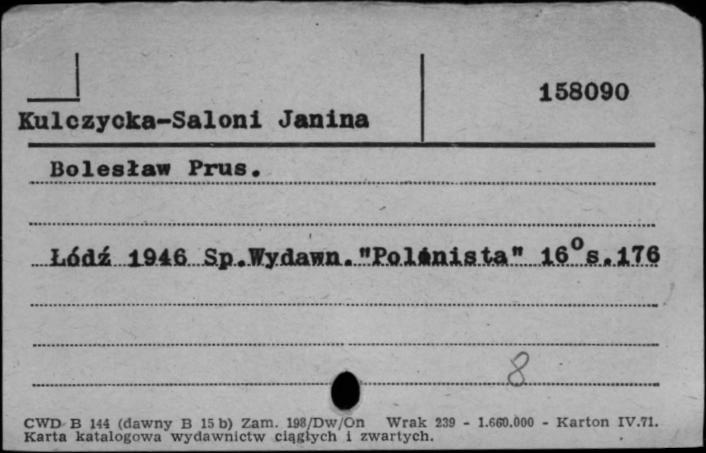 158090
Kulczycka-Saloni Janina
Bolesław Prus.
Łódź 1946 Sp.Wydawn."Polonista" 16° s.176
8
CWD B 144 (dawny B 15 b) Zam. 198/Dw/On Wrak 239 - 1.660.000 - Karton IV.71.
Karta katalogowa wydawnictw ciągłych i zwartych.